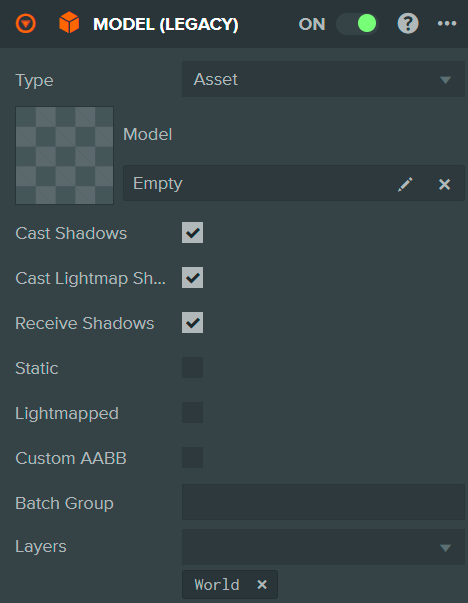 MODEL (LEGACY) ON ? •••
Type Asset
Model
Empty
Cast Shadows
Cast Lightmap Sh...
Receive Shadows
Static
Lightmapped
Custom AABB
Batch Group
Layers
World ×